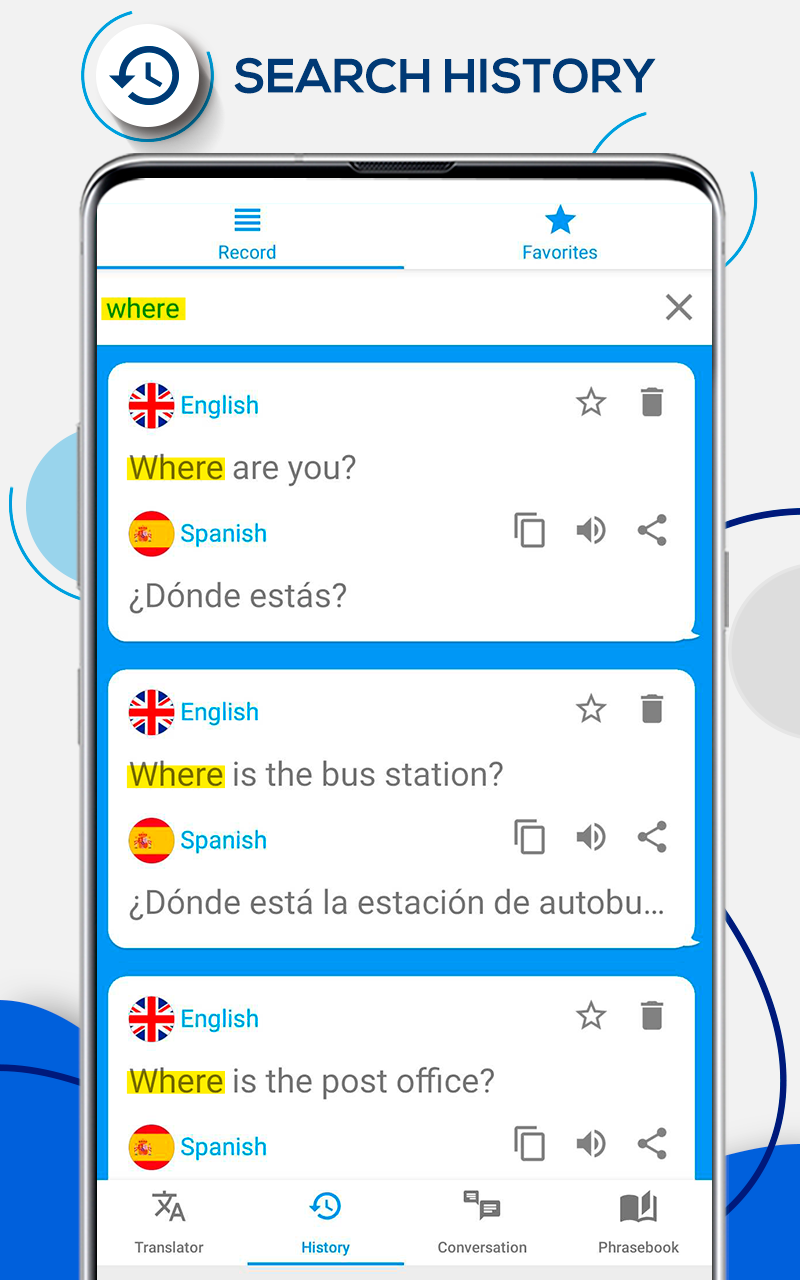 SEARCH HISTORY
Record
Favorites
where
English
Where are you?
Spanish
¿Dónde estás?
English
Where is the bus station?
Spanish
¿Dónde está la estación de autobu...
English
Where is the post office?
Spanish
Translator
History
Conversation
Phrasebook